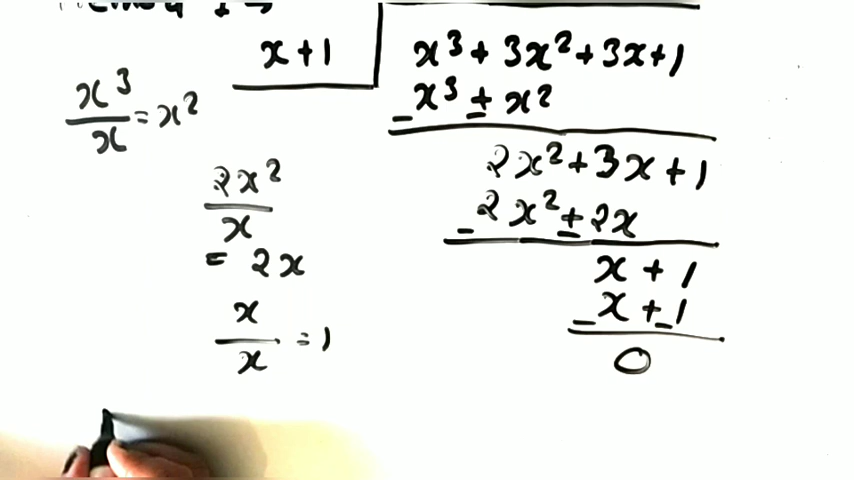 x + 1 x³ + 3x² + 3x + 1
x³/x = x² - x³ ± x²
2x² + 3x + 1
2x²/x - 2x² ± 2x
= 2x x + 1
x/x = 1 - x ± 1
0